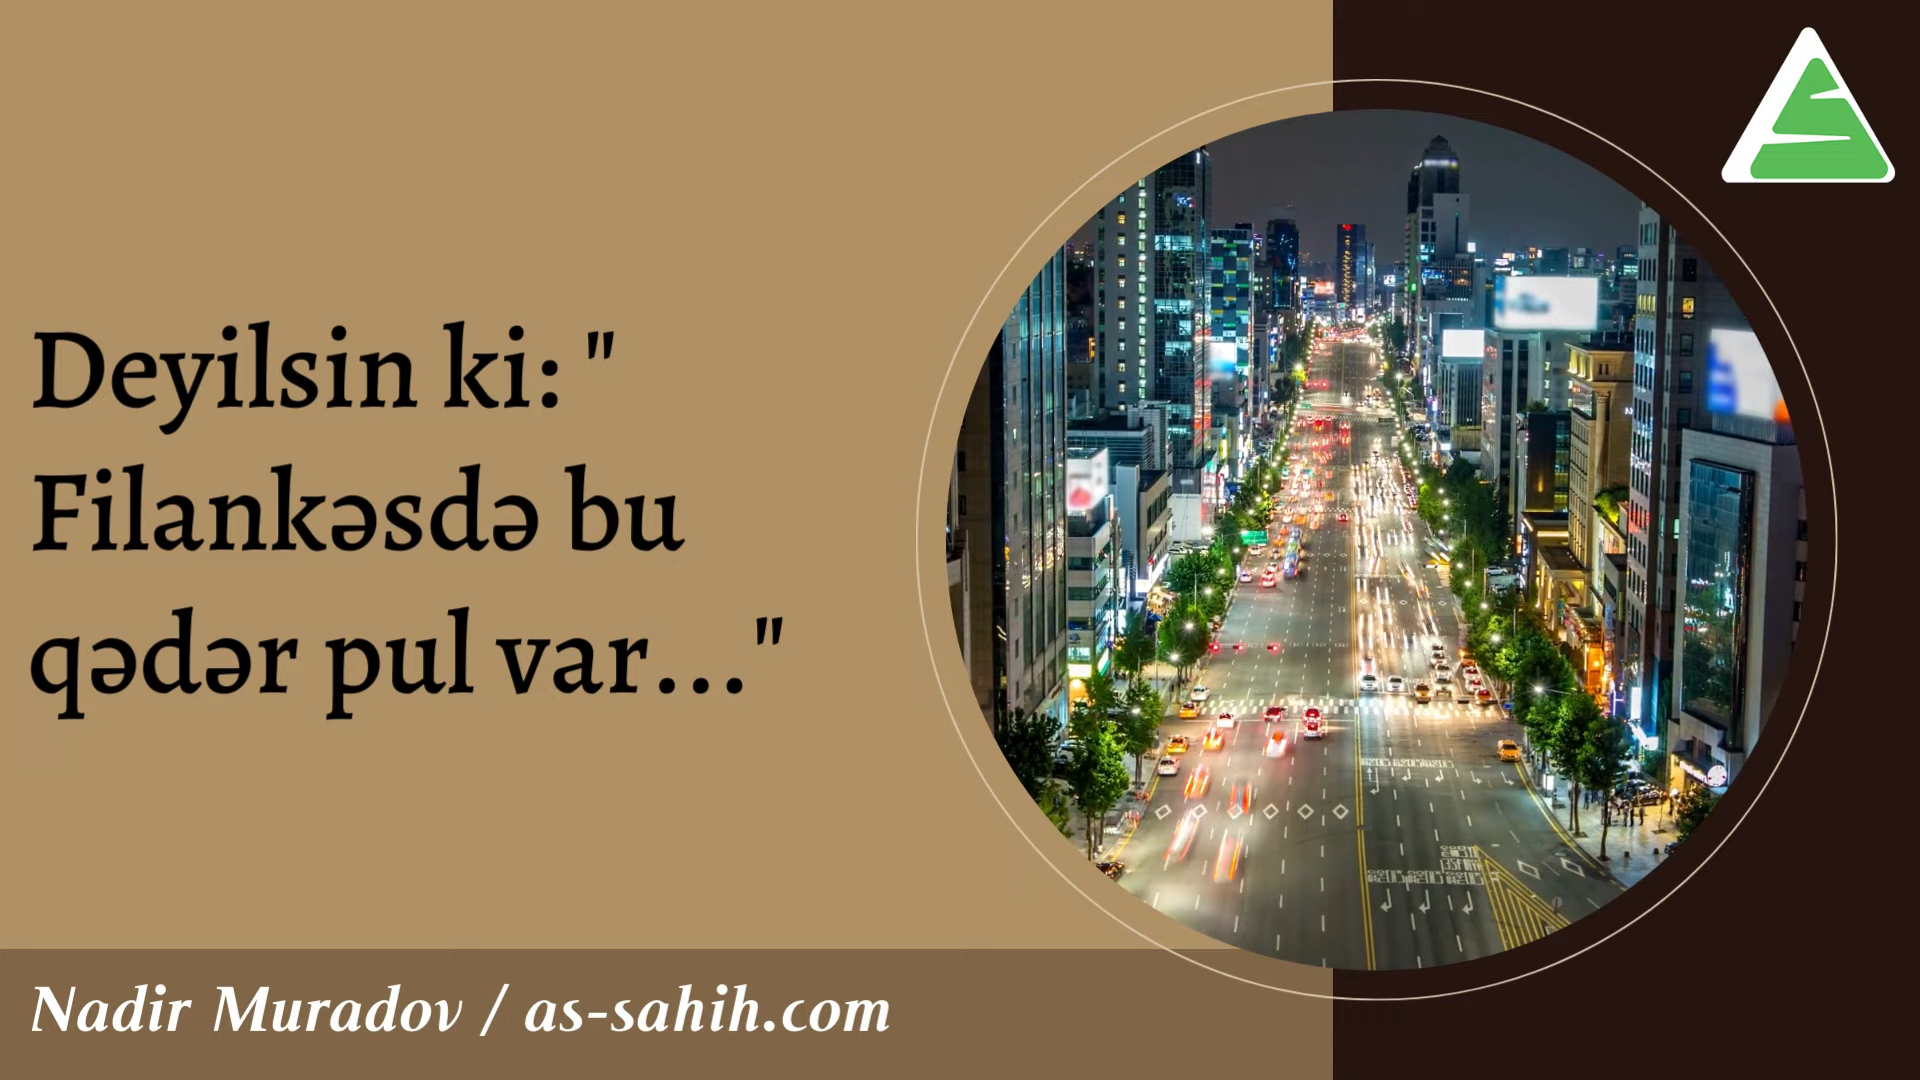 Deyilsin ki: "
Filankəsdə bu
qədər pul var... "
Nadir Muradov / as-sahih.com